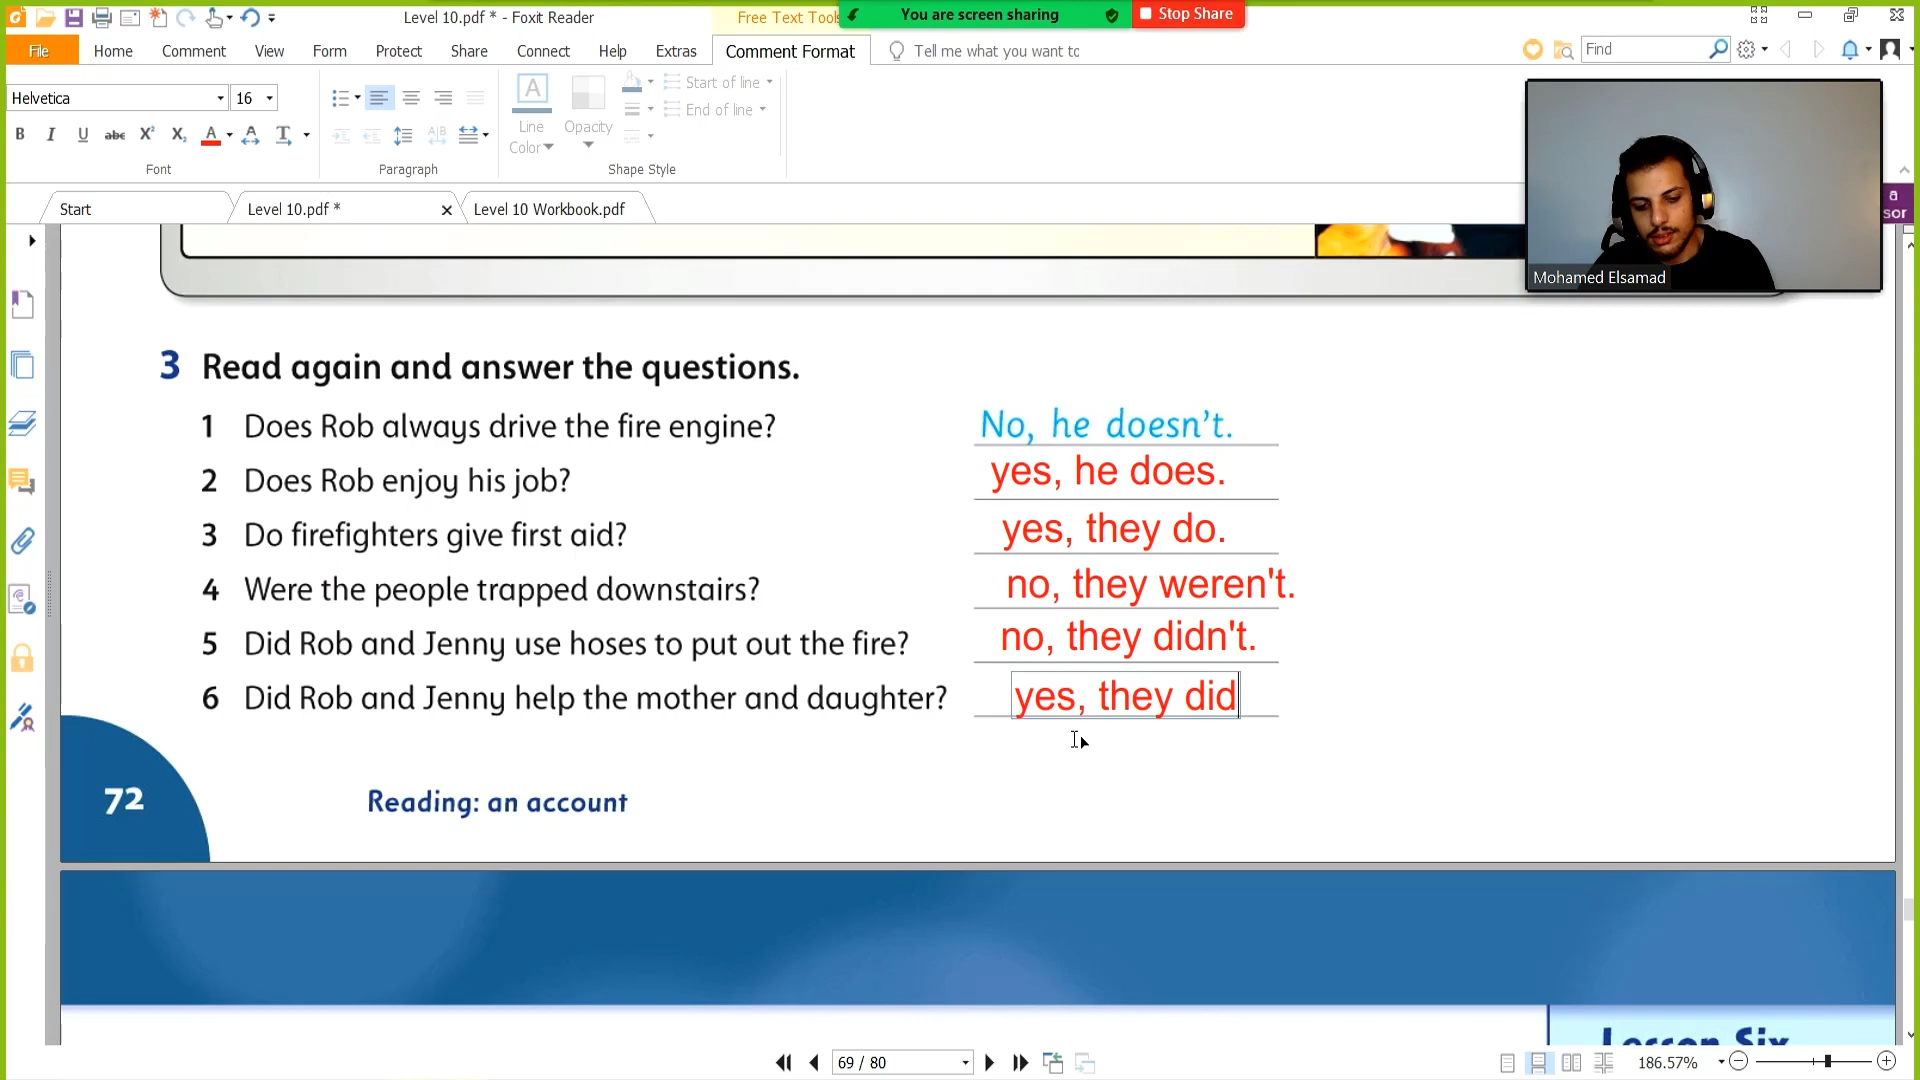 Level 10.pdf * - Foxit Reader
Free Text Tools
You are screen sharing
Stop Share
File
Home
Comment
View
Form
Protect
Share
Connect
Help
Extras
Comment Format
Tell me what you want to
Find
Helvetica
16
Start of line
End of line
Line
Color
Opacity
Font
Paragraph
Shape Style
Start
Level 10.pdf *
Level 10 Workbook.pdf
a
sor
Mohamed Elsamad
3 Read again and answer the questions.
1 Does Rob always drive the fire engine? No, he doesn't.
2 Does Rob enjoy his job? yes, he does.
3 Do firefighters give first aid? yes, they do.
4 Were the people trapped downstairs? no, they weren't.
5 Did Rob and Jenny use hoses to put out the fire? no, they didn't.
6 Did Rob and Jenny help the mother and daughter? yes, they did
72
Reading: an account
Lesson Six
69 / 80
186.57%